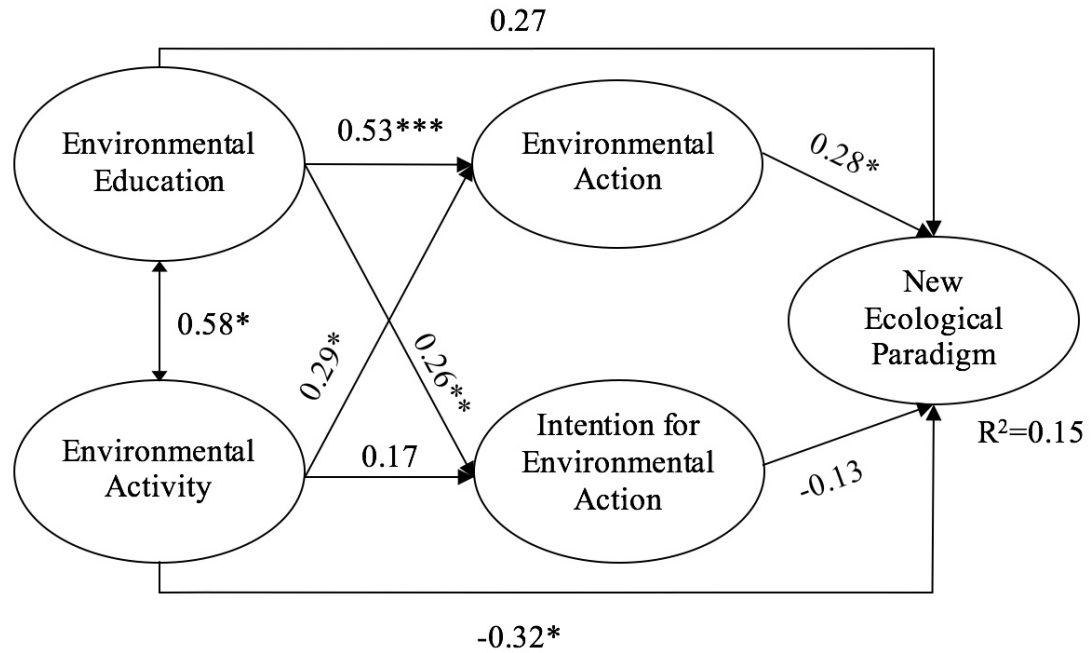 0.27
Environmental
Education
0.53***
Environmental
Action
0.28*
0.58*
New
Ecological
Paradigm
R²=0.15
0.29*
0.26**
Environmental
Activity
0.17
Intention for
Environmental
Action
-0.13
-0.32*